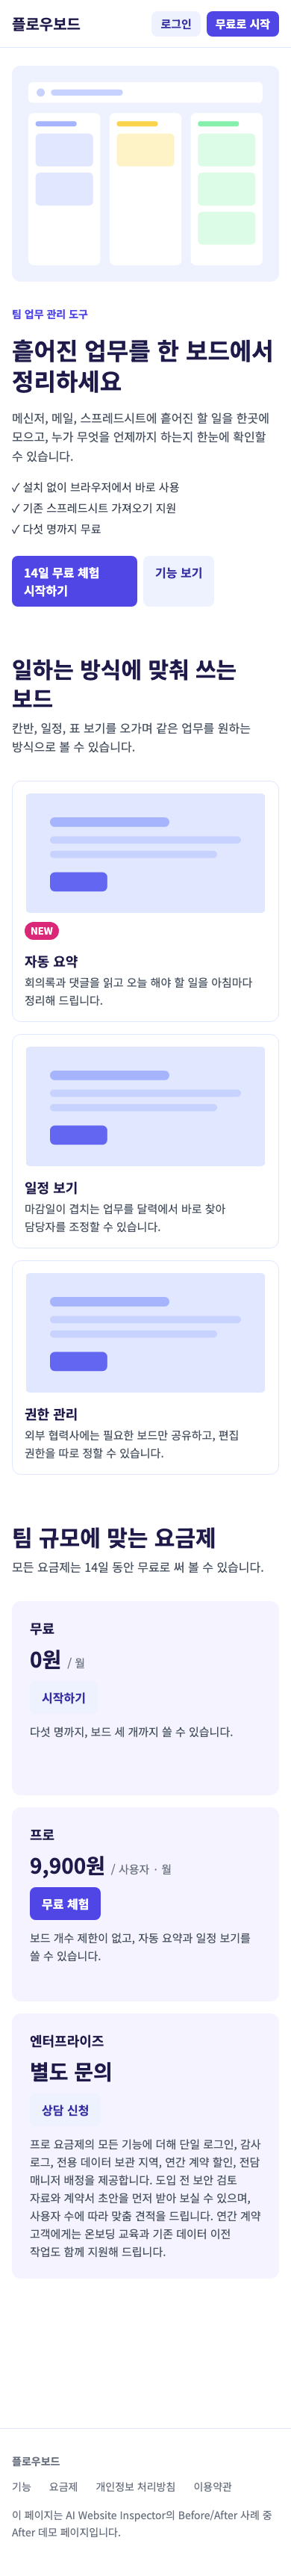 플로우보드
로그인
무료로 시작
팀 업무 관리 도구
흩어진 업무를 한 보드에서
정리하세요
메신저, 메일, 스프레드시트에 흩어진 할 일을 한곳에
모으고, 누가 무엇을 언제까지 하는지 한눈에 확인할
수 있습니다.
✓ 설치 없이 브라우저에서 바로 사용
✓ 기존 스프레드시트 가져오기 지원
✓ 다섯 명까지 무료
14일 무료 체험
시작하기
기능 보기
일하는 방식에 맞춰 쓰는
보드
칸반, 일정, 표 보기를 오가며 같은 업무를 원하는
방식으로 볼 수 있습니다.
NEW
자동 요약
회의록과 댓글을 읽고 오늘 해야 할 일을 아침마다
정리해 드립니다.
일정 보기
마감일이 겹치는 업무를 달력에서 바로 찾아
담당자를 조정할 수 있습니다.
권한 관리
외부 협력사에는 필요한 보드만 공유하고, 편집
권한을 따로 정할 수 있습니다.
팀 규모에 맞는 요금제
모든 요금제는 14일 동안 무료로 써 볼 수 있습니다.
무료
0원 / 월
시작하기
다섯 명까지, 보드 세 개까지 쓸 수 있습니다.
프로
9,900원 / 사용자 · 월
무료 체험
보드 개수 제한이 없고, 자동 요약과 일정 보기를
쓸 수 있습니다.
엔터프라이즈
별도 문의
상담 신청
프로 요금제의 모든 기능에 더해 단일 로그인, 감사
로그, 전용 데이터 보관 지역, 연간 계약 할인, 전담
매니저 배정을 제공합니다. 도입 전 보안 검토
자료와 계약서 초안을 먼저 받아 보실 수 있으며,
사용자 수에 따라 맞춤 견적을 드립니다. 연간 계약
고객에게는 온보딩 교육과 기존 데이터 이전
작업도 함께 지원해 드립니다.
플로우보드
기능
요금제
개인정보 처리방침
이용약관
이 페이지는 AI Website Inspector의 Before/After 사례 중
After 데모 페이지입니다.